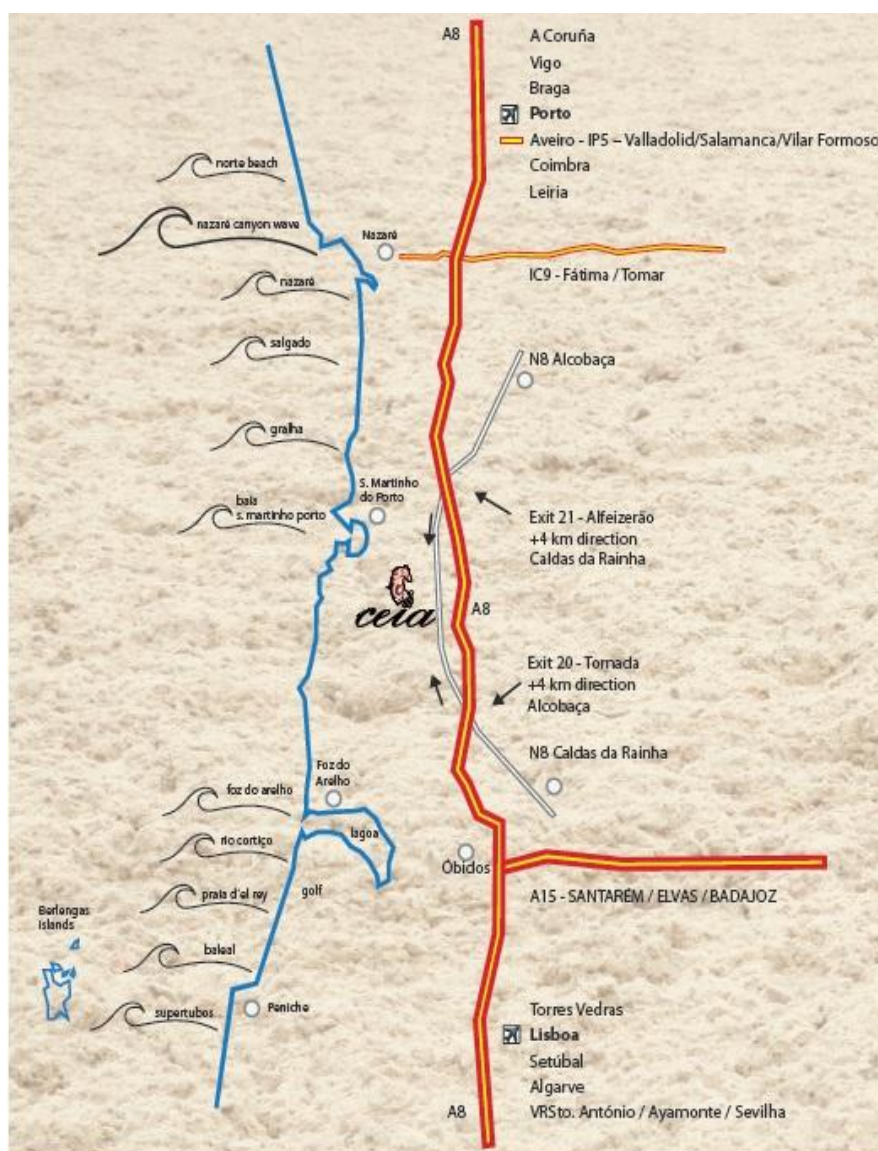 A8
A Coruña
Vigo
Braga
Porto
Aveiro - IP5 – Valladolid/Salamanca/Vilar Formoso
Coimbra
Leiria
norte beach
nazaré canyon wave
Nazaré
IC9 - Fátima / Tomar
nazaré
salgado
N8 Alcobaça
gralha
S. Martinho
do Porto
baía
s. martinho porto
Exit 21 - Alfeizerão
+4 km direction
Caldas da Rainha
ceia
A8
Exit 20 - Tornada
+4 km direction
Alcobaça
N8 Caldas da Rainha
Foz do
Arelho
foz do arelho
lagoa
rio cortiço
Óbidos
golf
praia d'el rey
A15 - SANTARÉM / ELVAS / BADAJOZ
Berlengas
islands
baleal
supertubos
Peniche
Torres Vedras
Lisboa
Setúbal
Algarve
A8
VRSto. António / Ayamonte / Sevilha